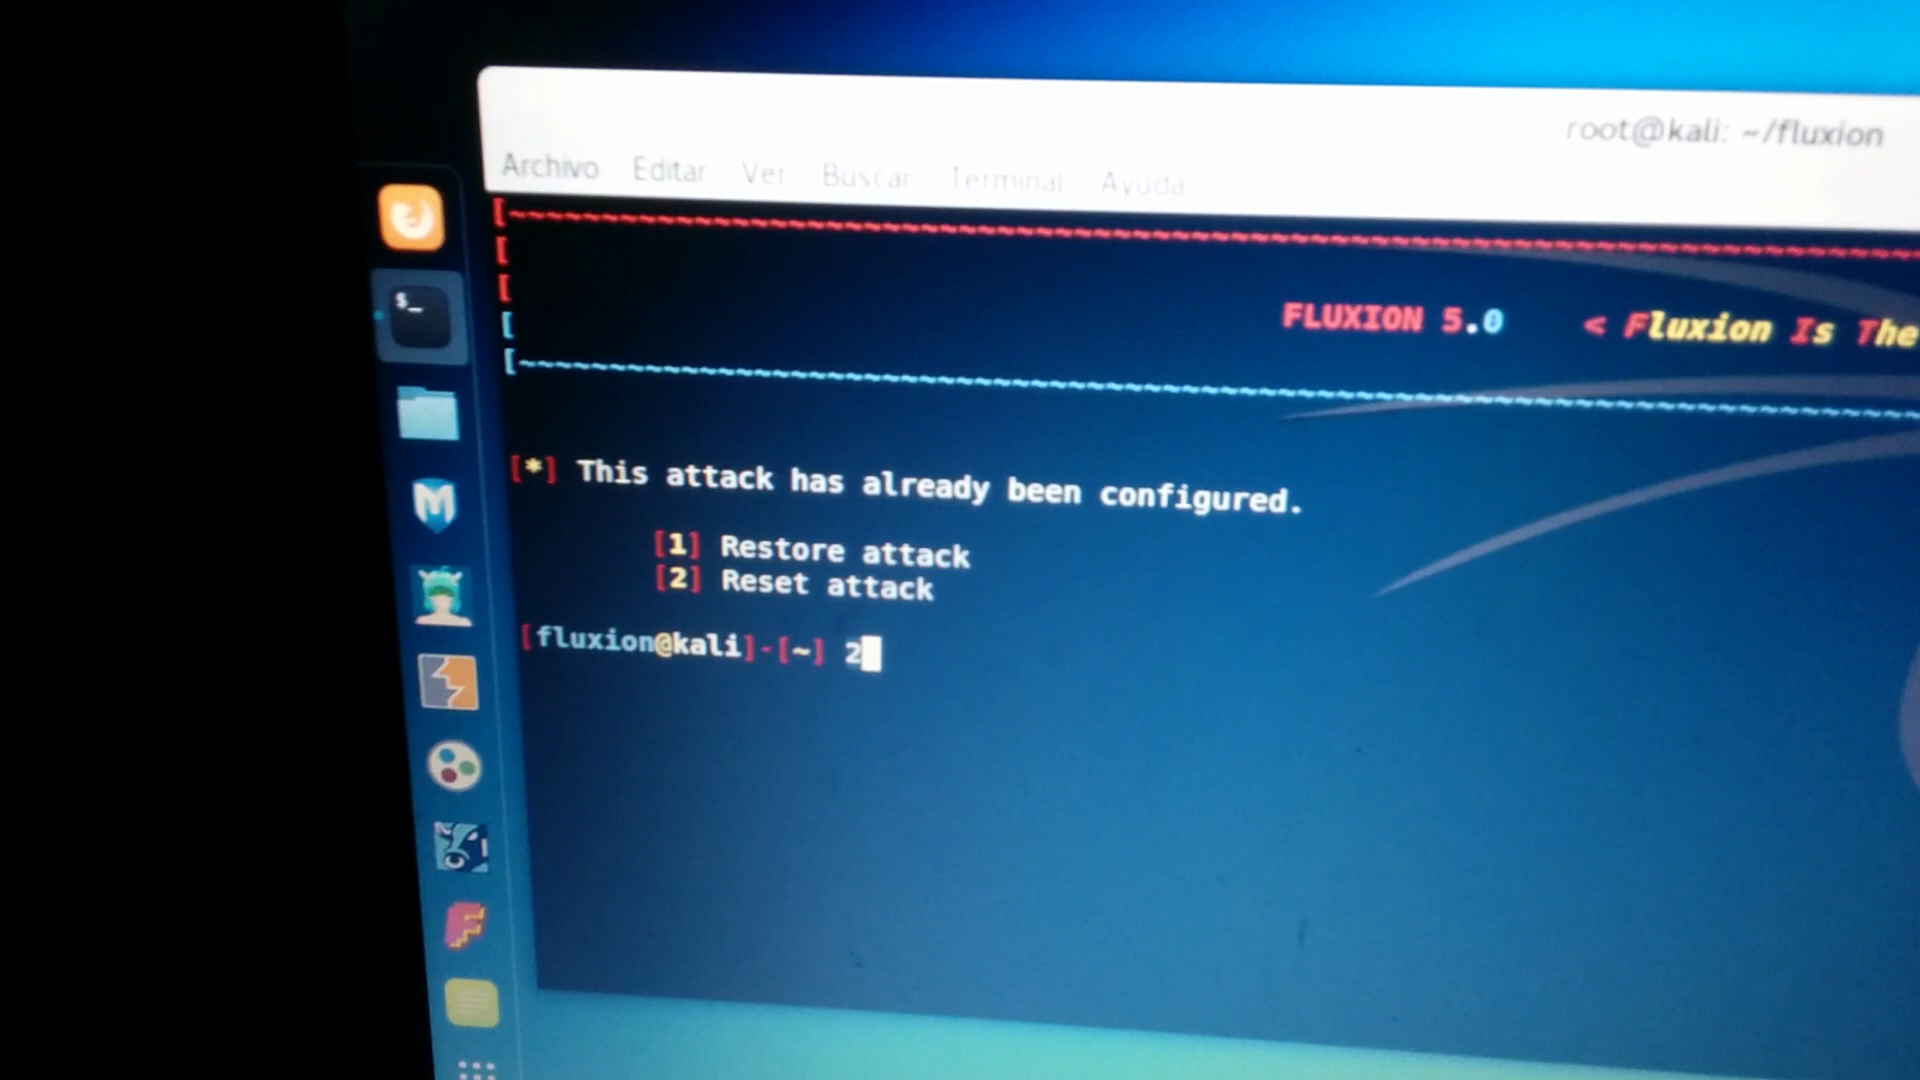 root@kali: ~/fluxion
Archivo Editar Ver Buscar Terminal Ayuda
[~~~~~~~~~~~~~~~~~~~~~~~~~~~~~~~~~~~~~~~~~~~~~~~~~~~~~~~~~~~~~~~~~~~~~~~~~~~~~~
[
[
[ FLUXION 5.0 < Fluxion Is The
[~~~~~~~~~~~~~~~~~~~~~~~~~~~~~~~~~~~~~~~~~~~~~~~~~~~~~~~~~~~~~~~~~~~~~~~~~~~~~~
[*] This attack has already been configured.
[1] Restore attack
[2] Reset attack
[fluxion@kali]-[~] 2